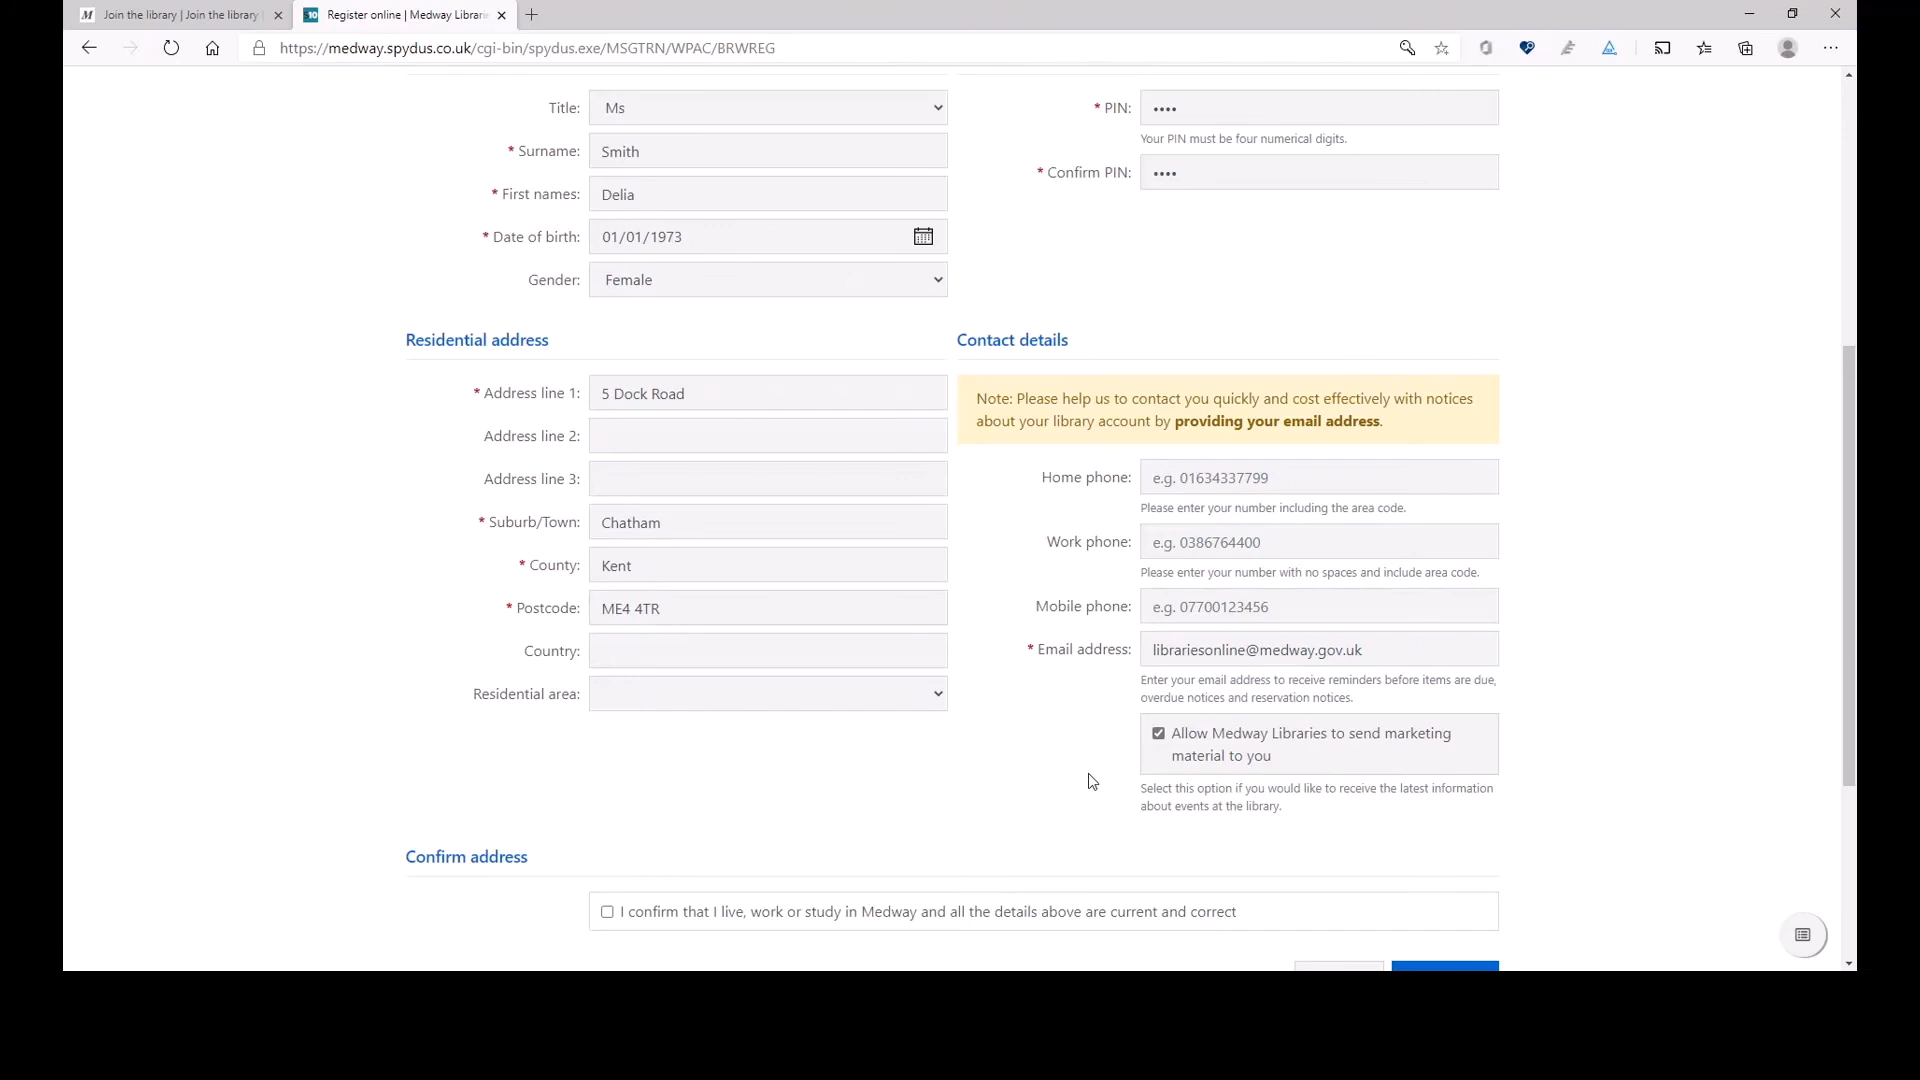 Join the library | Join the library
Register online | Medway Librarie
https://medway.spydus.co.uk/cgi-bin/spydus.exe/MSGTRN/WPAC/BRWREG
Title: Ms
* Surname: Smith
* First names: Delia
* Date of birth: 01/01/1973
Gender: Female
* PIN: ••••
Your PIN must be four numerical digits.
* Confirm PIN: ••••
Residential address
* Address line 1: 5 Dock Road
Address line 2:
Address line 3:
* Suburb/Town: Chatham
* County: Kent
* Postcode: ME4 4TR
Country:
Residential area:
Contact details
Note: Please help us to contact you quickly and cost effectively with notices
about your library account by providing your email address.
Home phone: e.g. 01634337799
Please enter your number including the area code.
Work phone: e.g. 0386764400
Please enter your number with no spaces and include area code.
Mobile phone: e.g. 07700123456
* Email address: librariesonline@medway.gov.uk
Enter your email address to receive reminders before items are due,
overdue notices and reservation notices.
Allow Medway Libraries to send marketing
material to you
Select this option if you would like to receive the latest information
about events at the library.
Confirm address
I confirm that I live, work or study in Medway and all the details above are current and correct